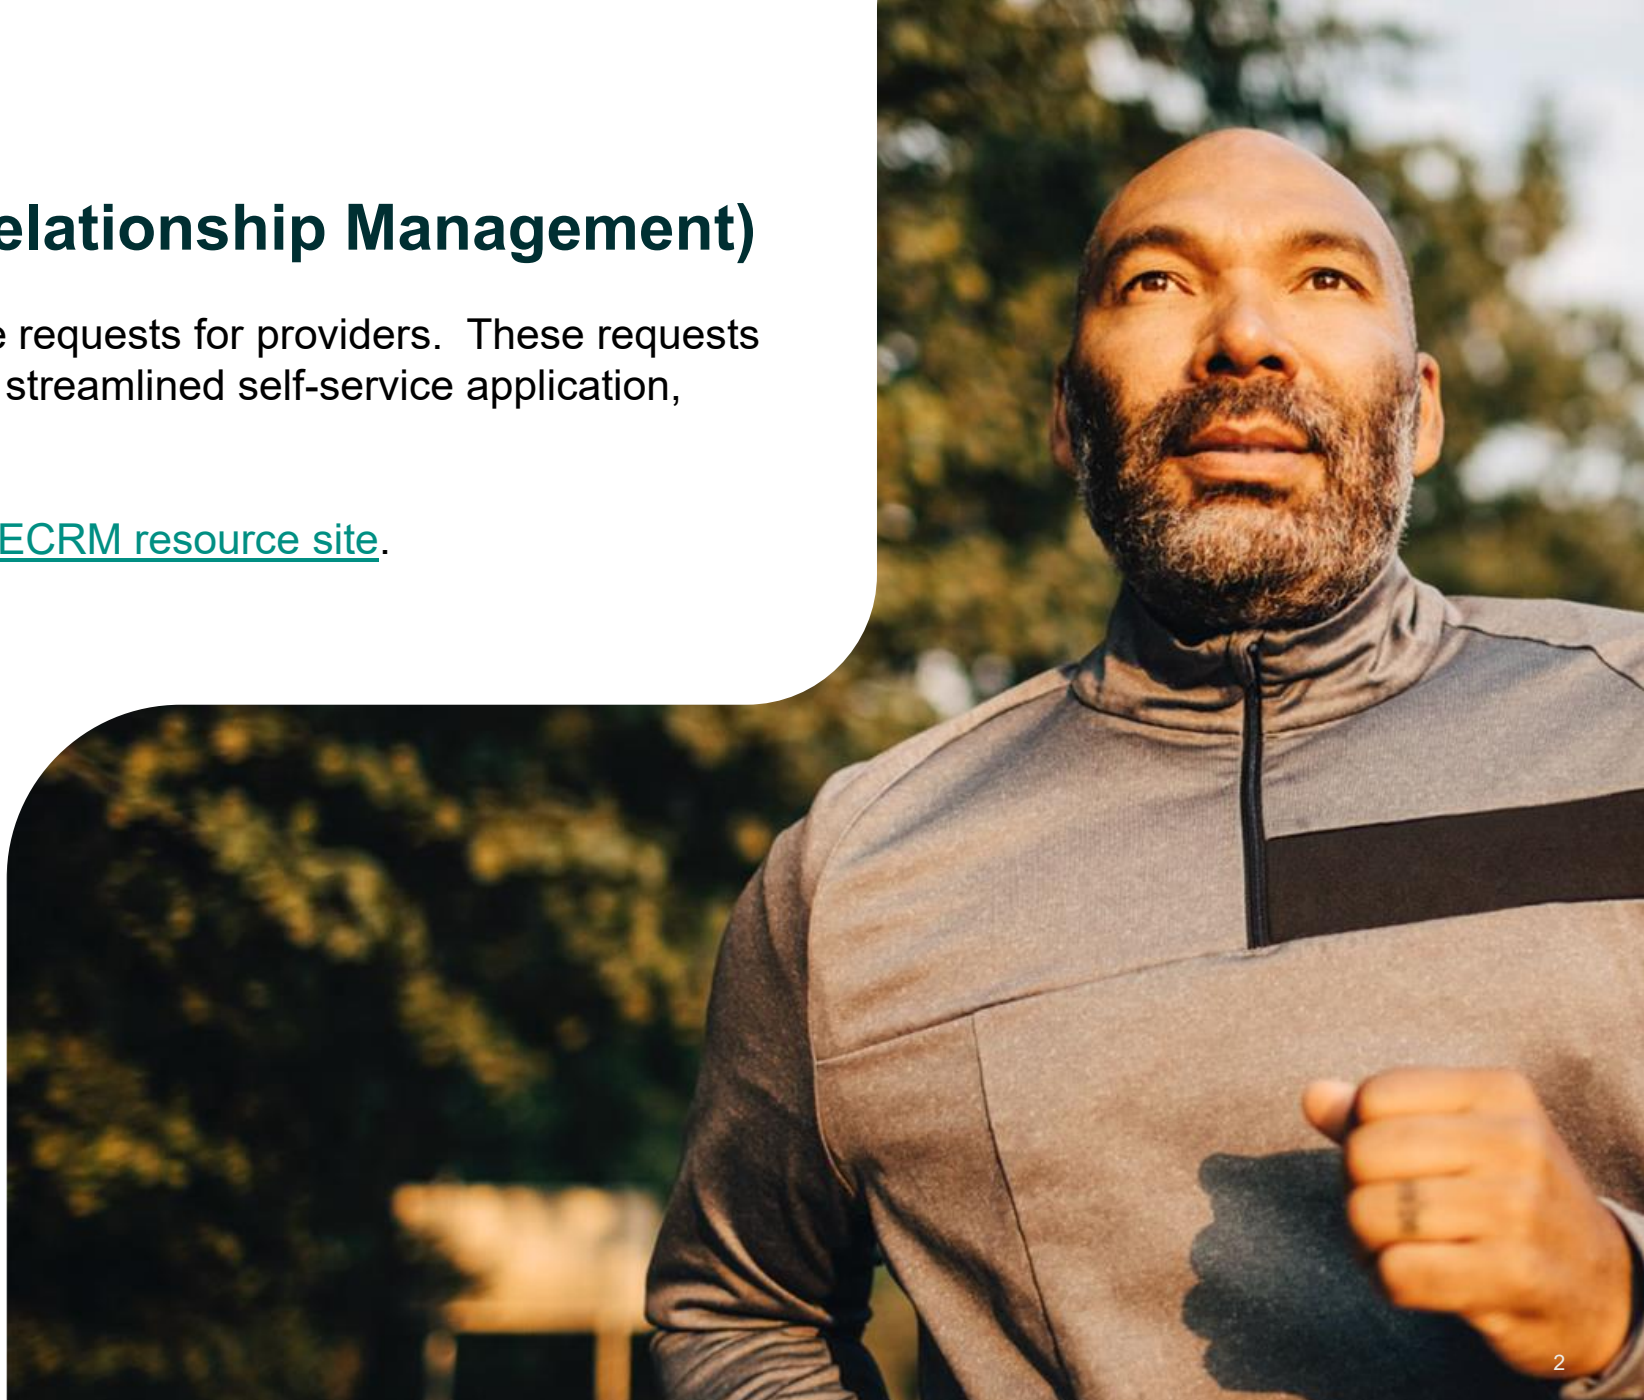 elationship Management)
e requests for providers.  These requests
streamlined self-service application,
ECRM resource site.
2